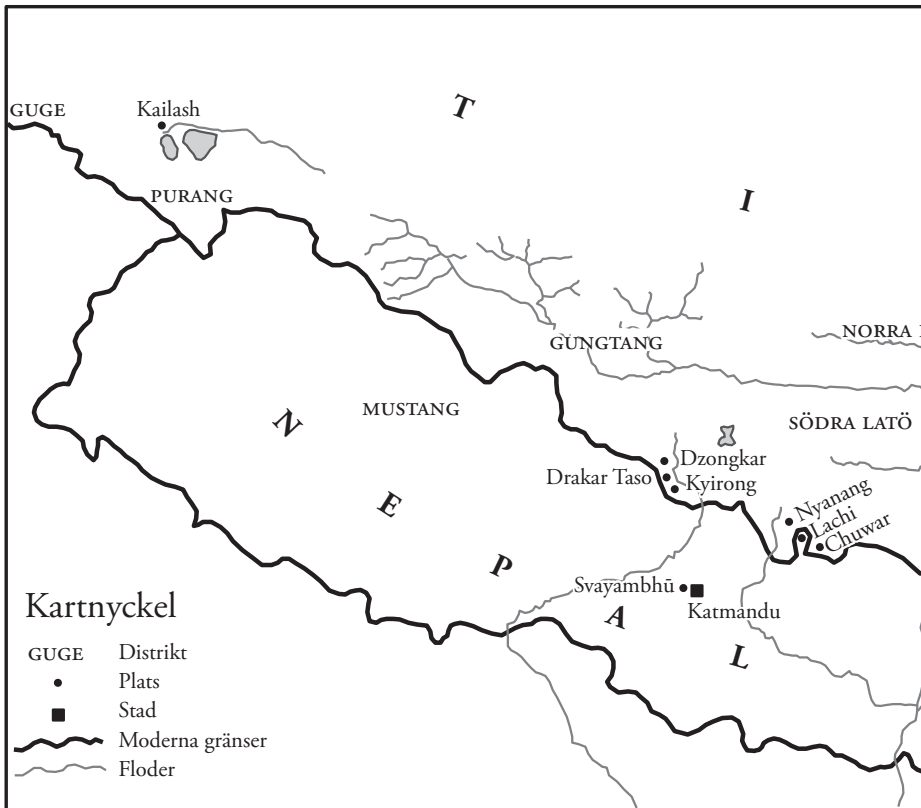 GUGE
Kailash
T
PURANG
I
NORRA
GUNGTANG
MUSTANG
SÖDRA LATÖ
N
Dzongkar
Drakar Taso
Kyirong
E
Nyanang
Lachi
Chuwar
P
Svayambhū
Katmandu
A
L
Kartnyckel
GUGE Distrikt
Plats
Stad
Moderna gränser
Floder